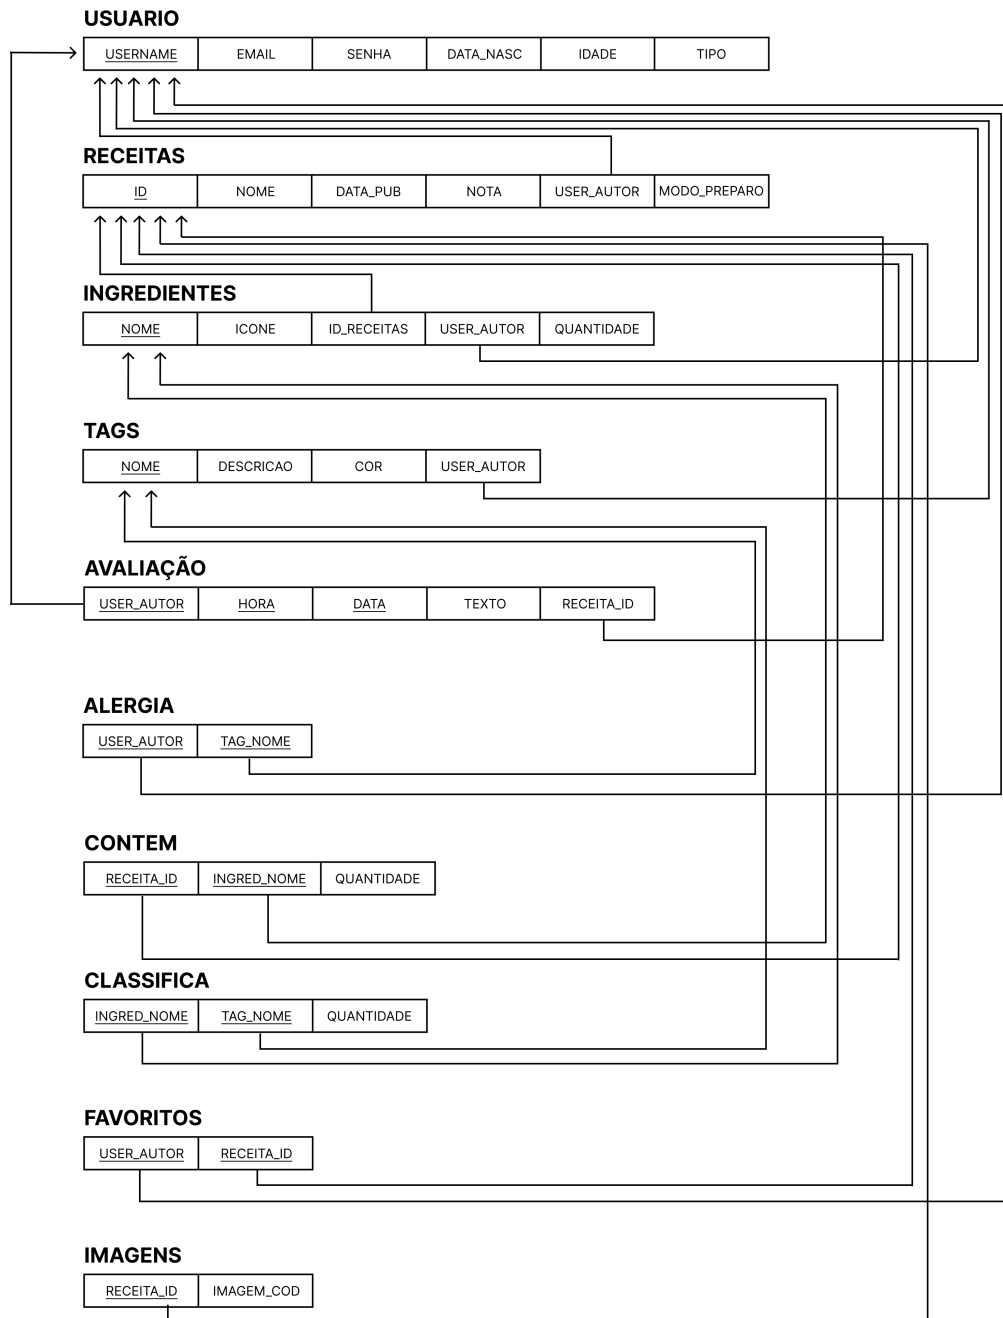 USUARIO
USERNAME EMAIL SENHA DATA_NASC IDADE TIPO
RECEITAS
ID NOME DATA_PUB NOTA USER_AUTOR MODO_PREPARO
INGREDIENTES
NOME ICONE ID_RECEITAS USER_AUTOR QUANTIDADE
TAGS
NOME DESCRICAO COR USER_AUTOR
AVALIAÇÃO
USER_AUTOR HORA DATA TEXTO RECEITA_ID
ALERGIA
USER_AUTOR TAG_NOME
CONTEM
RECEITA_ID INGRED_NOME QUANTIDADE
CLASSIFICA
INGRED_NOME TAG_NOME QUANTIDADE
FAVORITOS
USER_AUTOR RECEITA_ID
IMAGENS
RECEITA_ID IMAGEM_COD